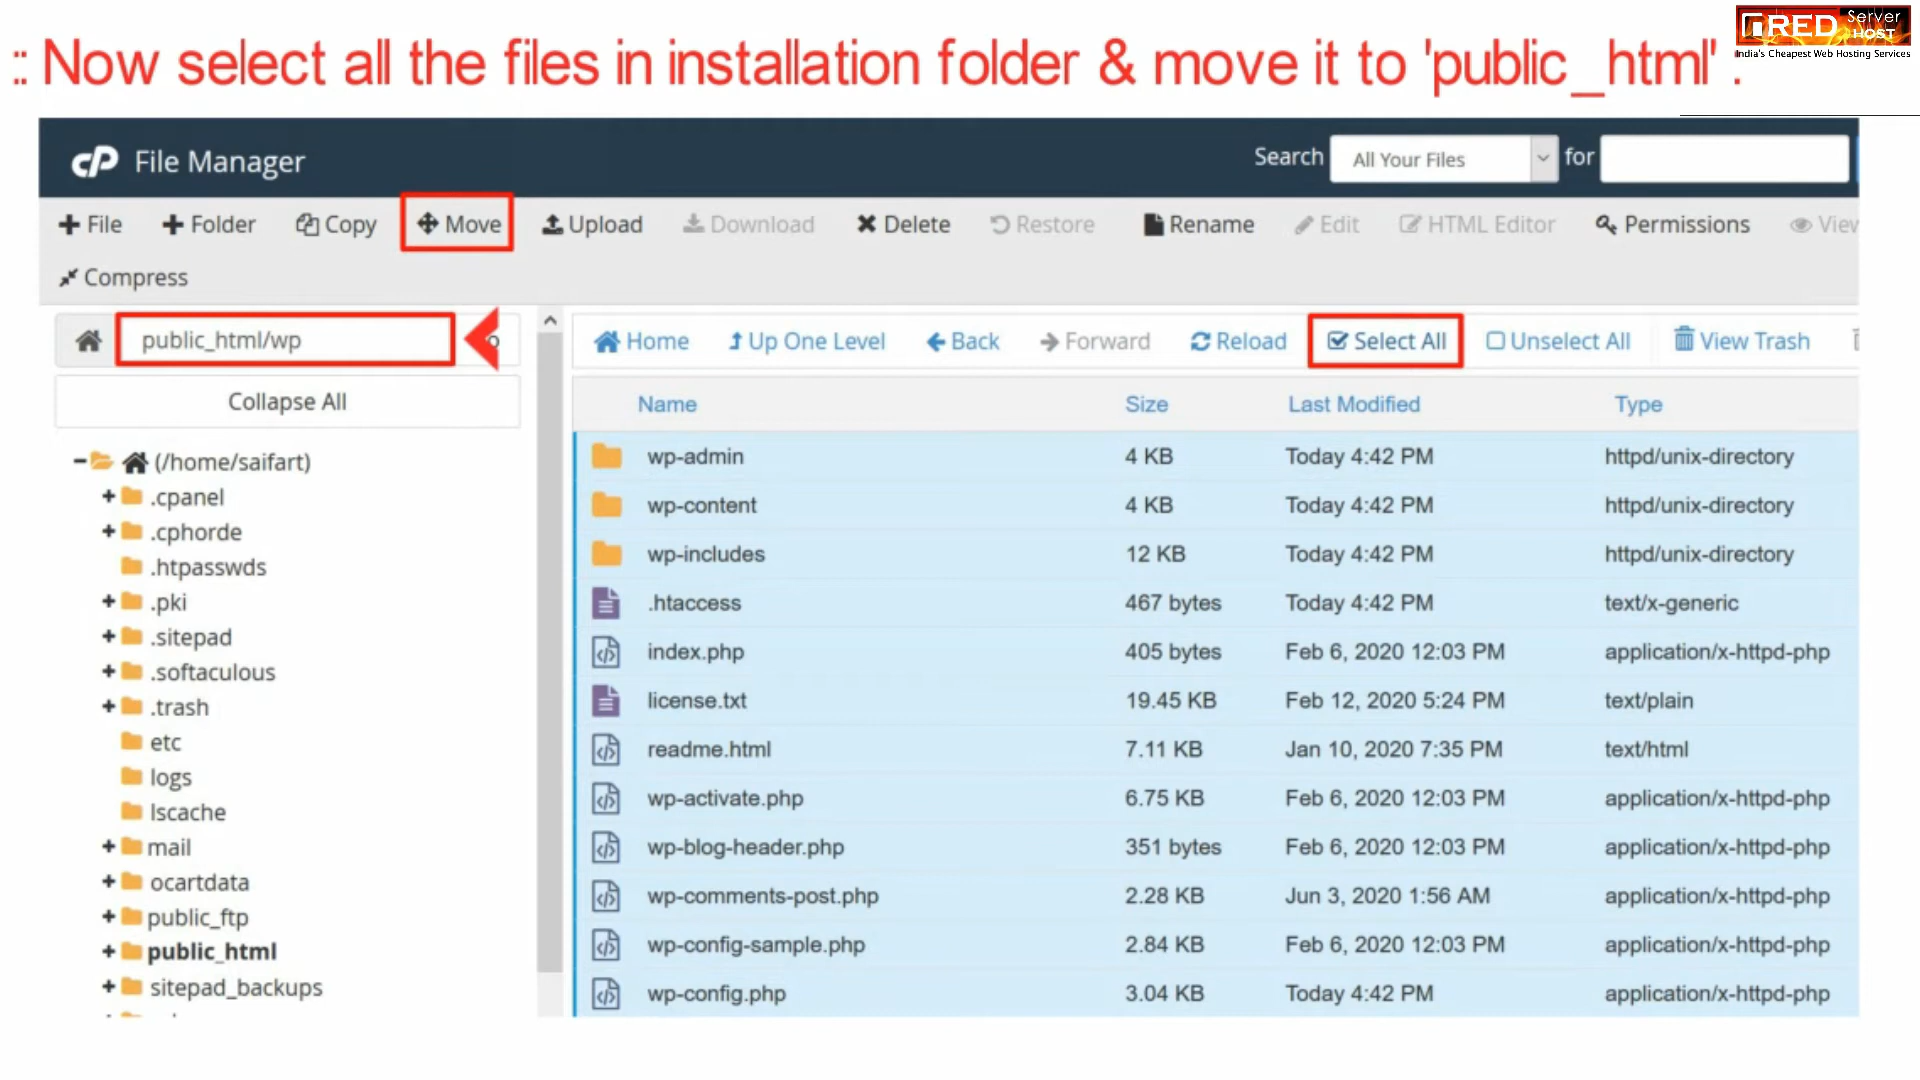 :: Now select all the files in installation folder & move it to 'public_html' .
RED Server HOST
India's Cheapest Web Hosting Services
cP File Manager
Search All Your Files for
File Folder Copy Move Upload Download Delete Restore Rename Edit HTML Editor Permissions View
Compress
public_html/wp
Home Up One Level Back Forward Reload Select All Unselect All View Trash
Collapse All
Name Size Last Modified Type
(/home/saifart)
.cpanel
.cphorde
.htpasswds
.pki
.sitepad
.softaculous
.trash
etc
logs
lscache
mail
ocartdata
public_ftp
public_html
sitepad_backups
wp-admin 4 KB Today 4:42 PM httpd/unix-directory
wp-content 4 KB Today 4:42 PM httpd/unix-directory
wp-includes 12 KB Today 4:42 PM httpd/unix-directory
.htaccess 467 bytes Today 4:42 PM text/x-generic
index.php 405 bytes Feb 6, 2020 12:03 PM application/x-httpd-php
license.txt 19.45 KB Feb 12, 2020 5:24 PM text/plain
readme.html 7.11 KB Jan 10, 2020 7:35 PM text/html
wp-activate.php 6.75 KB Feb 6, 2020 12:03 PM application/x-httpd-php
wp-blog-header.php 351 bytes Feb 6, 2020 12:03 PM application/x-httpd-php
wp-comments-post.php 2.28 KB Jun 3, 2020 1:56 AM application/x-httpd-php
wp-config-sample.php 2.84 KB Feb 6, 2020 12:03 PM application/x-httpd-php
wp-config.php 3.04 KB Today 4:42 PM application/x-httpd-php